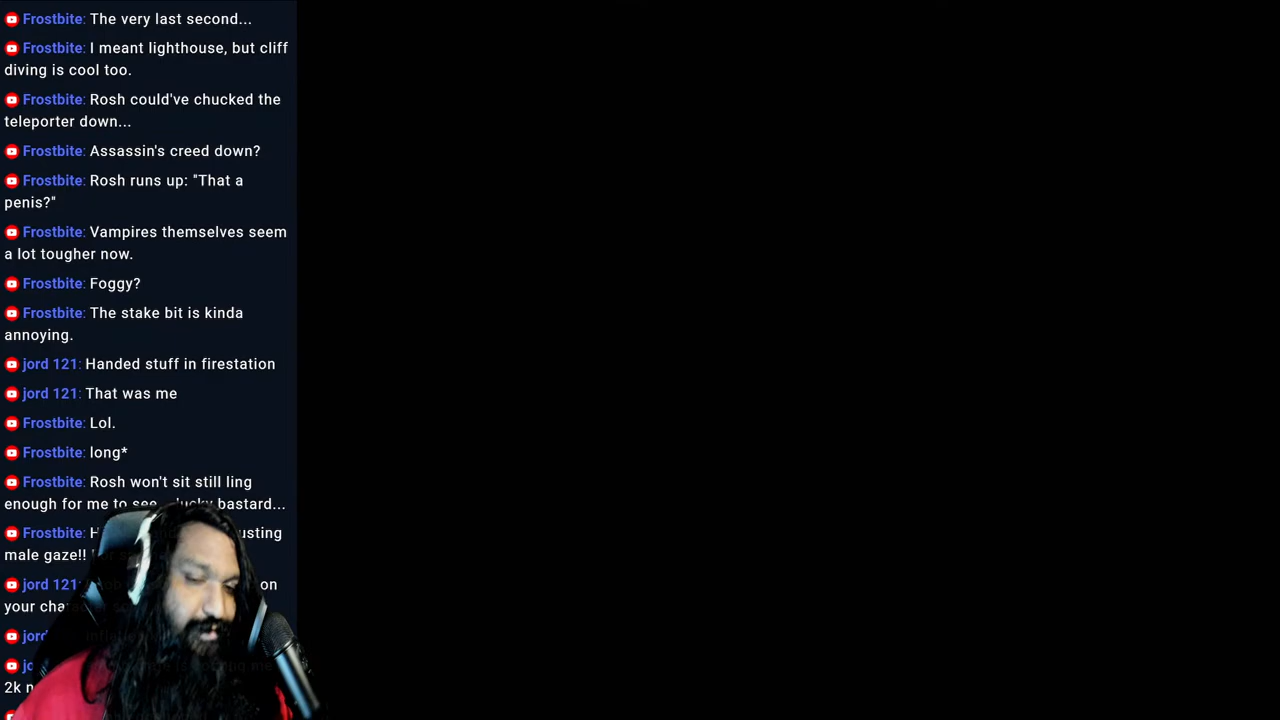 Frostbite: The very last second...
Frostbite: I meant lighthouse, but cliff
diving is cool too.
Frostbite: Rosh could've chucked the
teleporter down...
Frostbite: Assassin's creed down?
Frostbite: Rosh runs up: "That a
penis?"
Frostbite: Vampires themselves seem
a lot tougher now.
Frostbite: Foggy?
Frostbite: The stake bit is kinda
annoying.
jord 121: Handed stuff in firestation
jord 121: That was me
Frostbite: Lol.
Frostbite: long*
Frostbite: Rosh won't sit still ling
enough for me to see... lucky bastard...
Frostbite:
male gaze!!
jord 121: on
your
2k